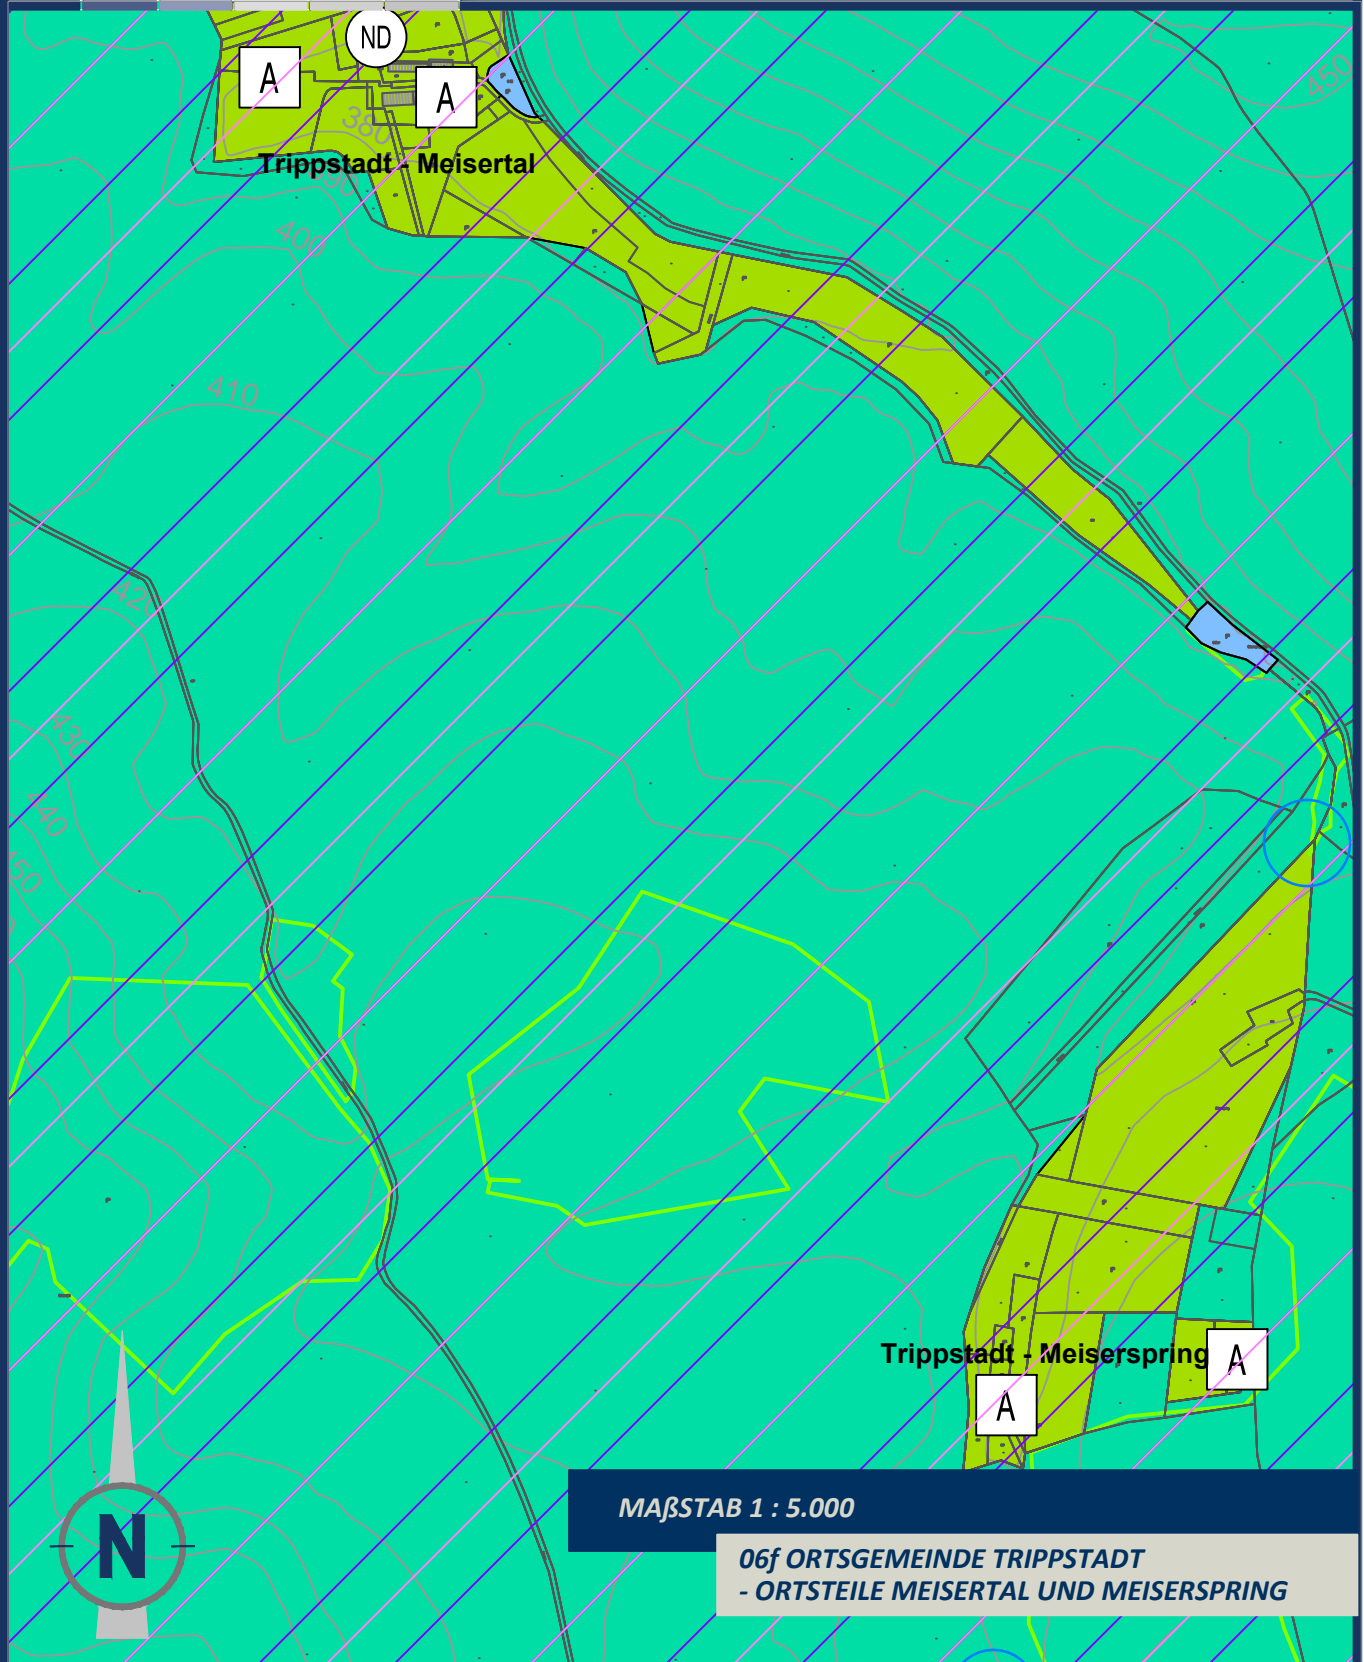 ND
A
A
450
380
Trippstadt - Meisertal
390
400
410
420
430
440
450
Trippstadt - Meiserspring
A
A
N
MAßSTAB 1 : 5.000
06f ORTSGEMEINDE TRIPPSTADT
- ORTSTEILE MEISERTAL UND MEISERSPRING